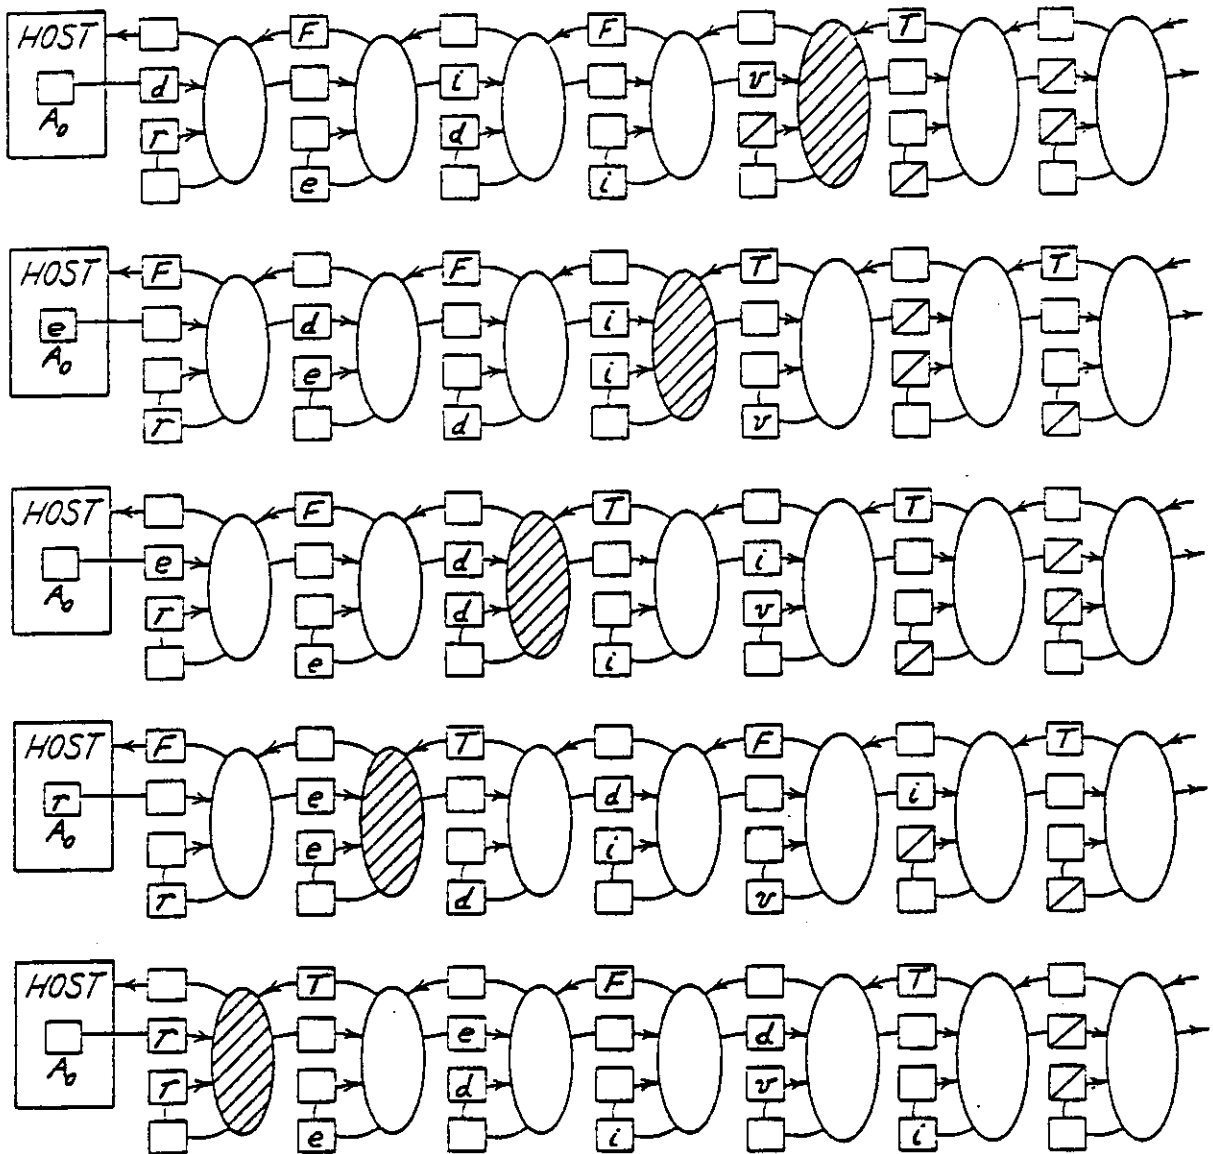 HOST F F T
d i v
A₀ r d
e i
HOST F F T T
e d i
A₀ e i
r d v
HOST F T T
e d i
A₀ r d v
e i
HOST F T F T
r e d i
A₀ e i
r d v
HOST T F T
r e d
A₀ r d v
e i i